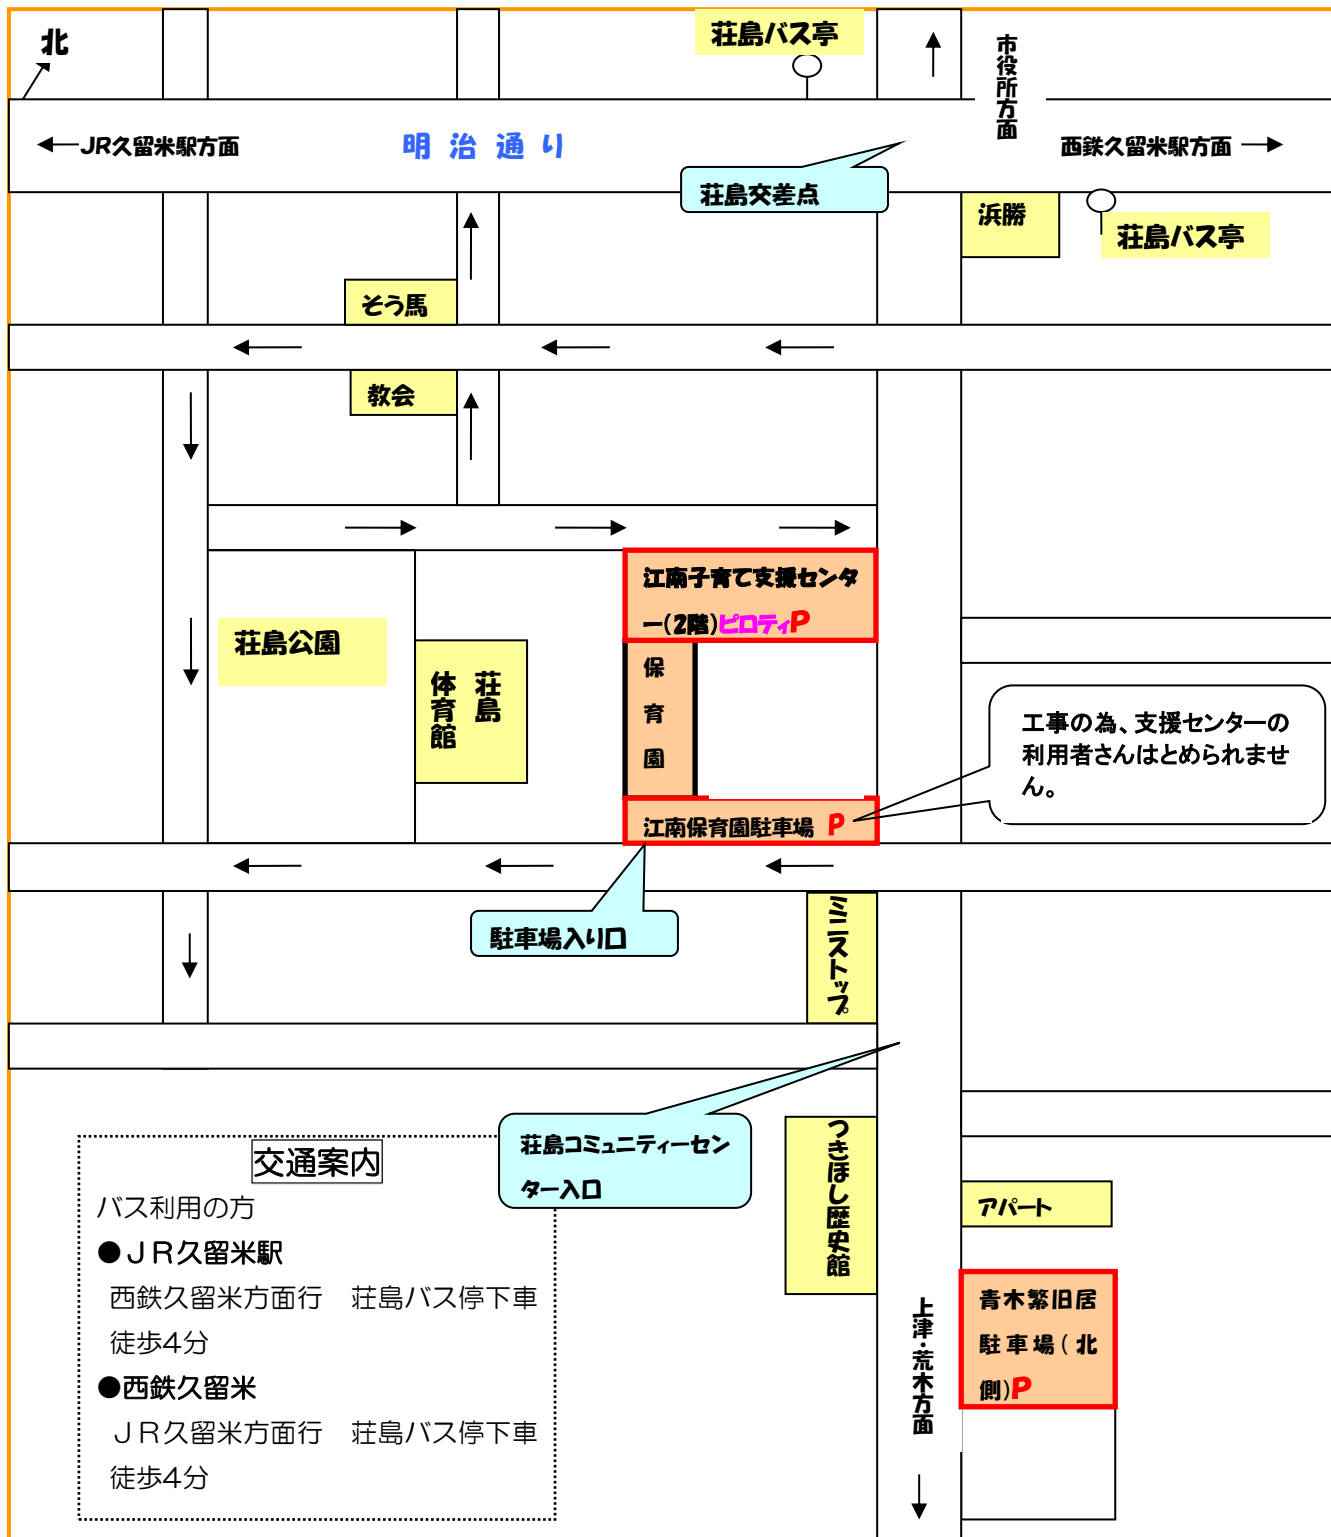 北
荘島バス亭
市役所方面
JR久留米駅方面
明治通り
西鉄久留米駅方面
荘島交差点
浜勝
荘島バス亭
そう馬
教会
江南子育て支援センタ
ー(2階)ピロティP
荘島公園
荘島
体育館
保育園
工事の為、支援センターの
利用者さんはとめられませ
ん。
江南保育園駐車場 P
駐車場入り口
ミニストップ
荘島コミュニティーセン
ター入口
つきほし歴史館
アパート
青木繁旧居
駐車場(北
側)P
上津・荒木方面
交通案内
バス利用の方
●JR久留米駅
西鉄久留米方面行 荘島バス停下車
徒歩4分
●西鉄久留米
JR久留米方面行 荘島バス停下車
徒歩4分